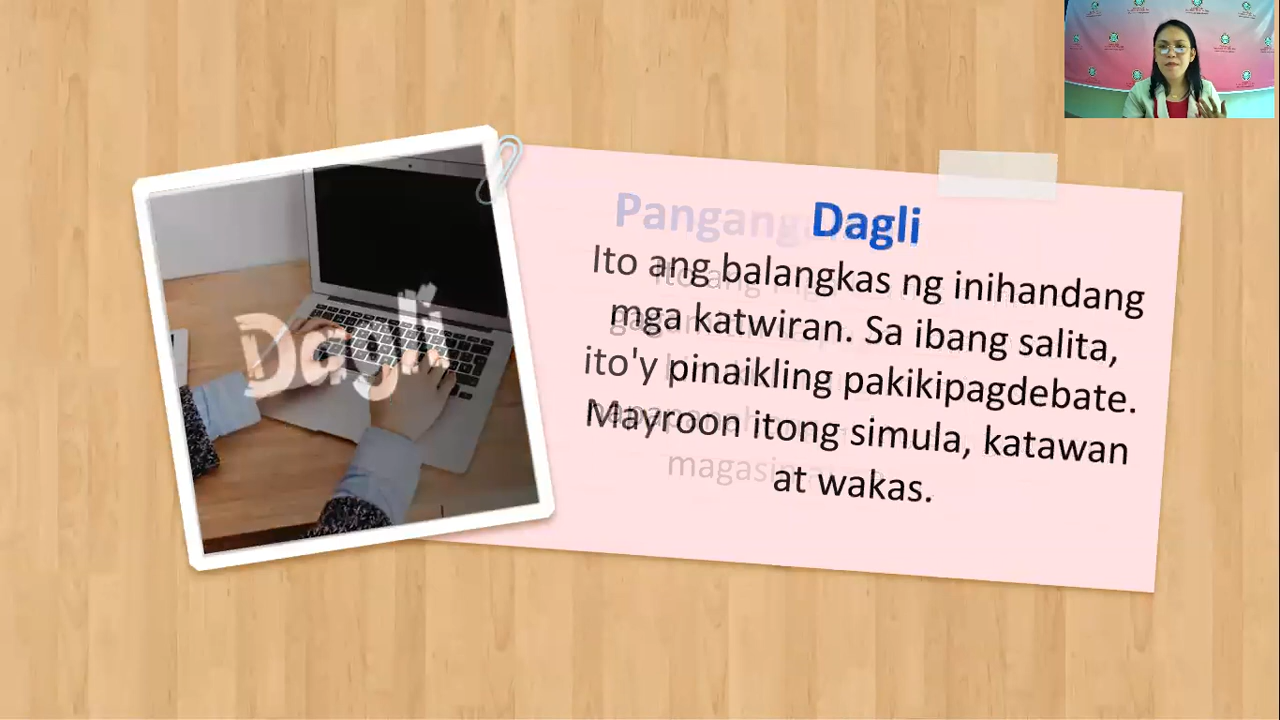 Dagli
Dagli
Ito ang balangkas ng inihandang
mga katwiran. Sa ibang salita,
ito'y pinaikling pakikipagdebate.
Mayroon itong simula, katawan
at wakas.